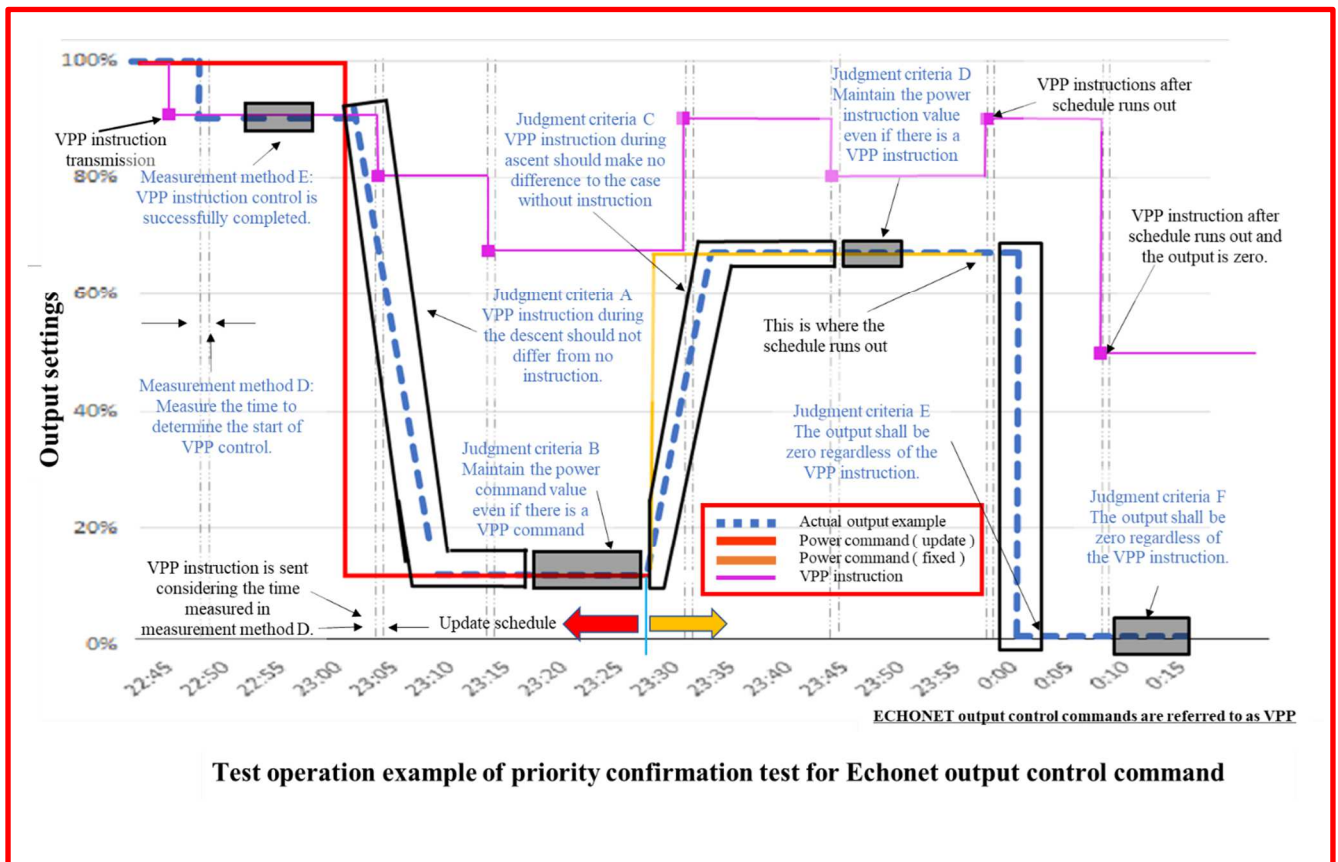 100%
80%
60%
40%
20%
0%
Output settings
VPP instruction
transmission
Measurement method E:
VPP instruction control is
successfully completed.
Measurement method D:
Measure the time to
determine the start of
VPP control.
VPP instruction is sent
considering the time
measured in
measurement method D.
Judgment criteria C
VPP instruction during
ascent should make no
difference to the case
without instruction
Judgment criteria A
VPP instruction during
the descent should not
differ from no
instruction.
Judgment criteria B
Maintain the power
command value
even if there is a
VPP command
Update schedule
Judgment criteria D
Maintain the power
instruction value
even if there is a
VPP instruction
VPP instructions after
schedule runs out
VPP instruction after
schedule runs out and
the output is zero.
This is where the
schedule runs out
Judgment criteria E
The output shall be
zero regardless of the
VPP instruction.
Judgment criteria F
The output shall be
zero regardless of
the VPP instruction.
Actual output example
Power command ( update )
Power command ( fixed )
VPP instruction
22:45
22:50
22:55
23:00
23:05
23:10
23:15
23:20
23:25
23:30
23:35
23:40
23:45
23:50
23:55
0:00
0:05
0:10
0:15
ECHONET output control commands are referred to as VPP
Test operation example of priority confirmation test for Echonet output control command